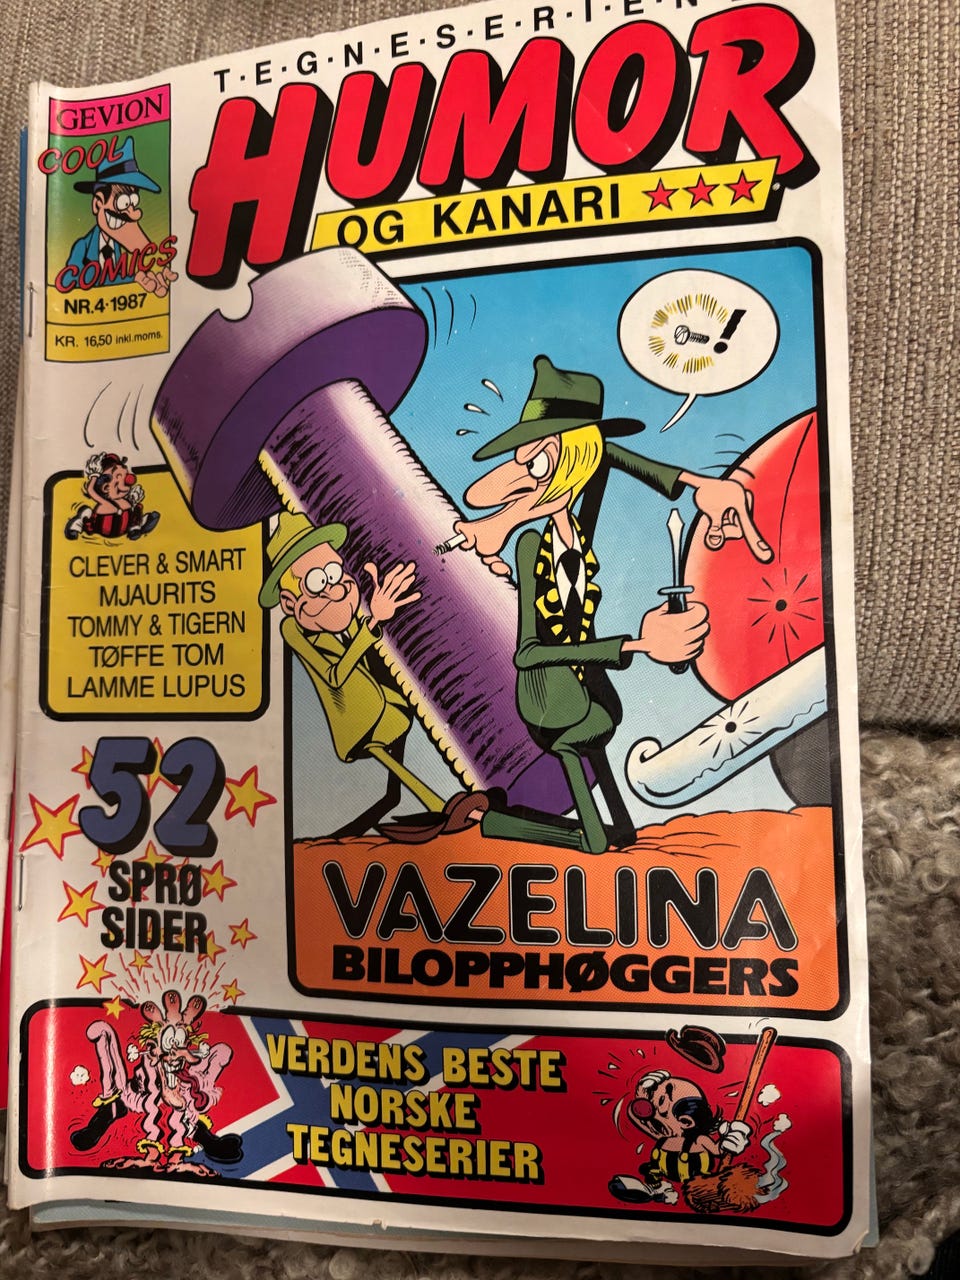 T·E·G·N·E·S·E·R·I·E·N·E
HUMOR
OG KANARI
GEVION
COOL
COMICS
NR.4·1987
KR. 16,50 inkl.moms.
!
CLEVER & SMART
MJAURITS
TOMMY & TIGERN
TØFFE TOM
LAMME LUPUS
52
SPRØ
SIDER
VAZELINA
BILOPPHØGGERS
VERDENS BESTE
NORSKE
TEGNESERIER